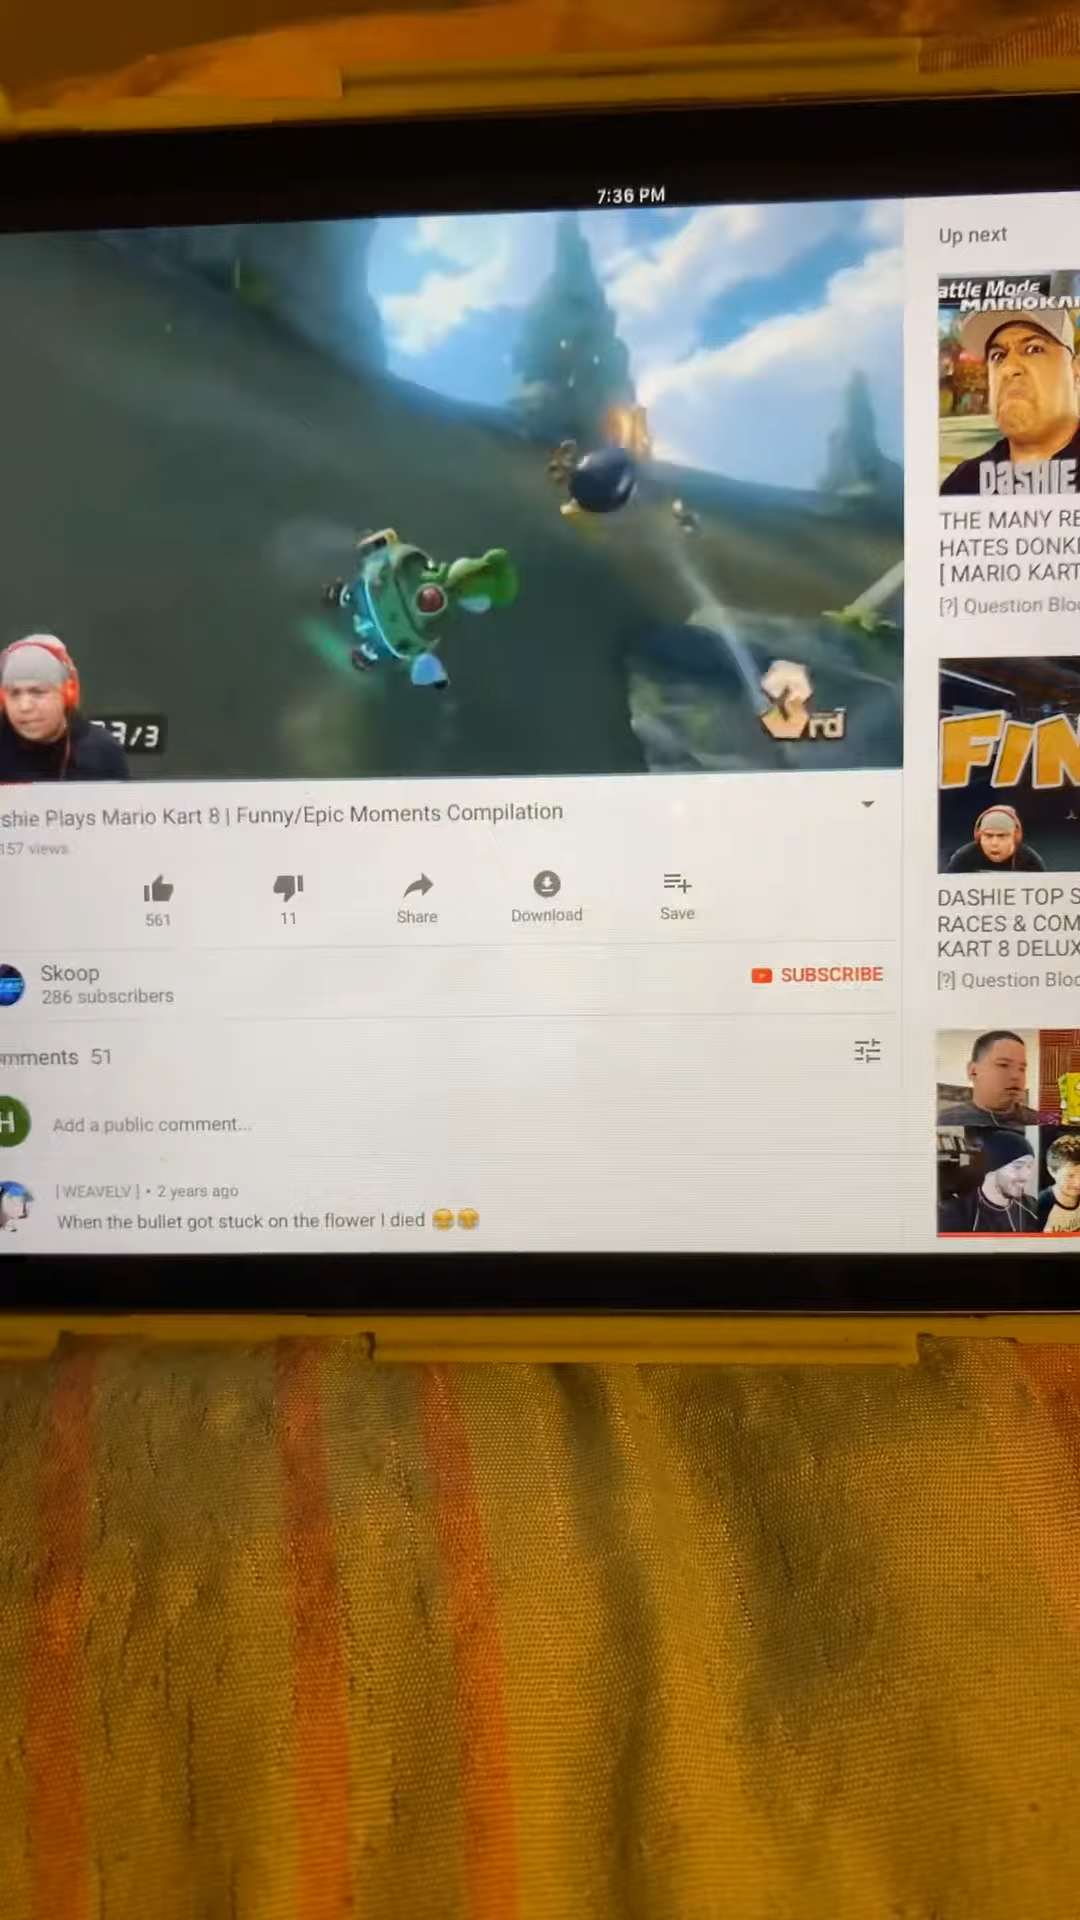 7:36 PM
Up next
attle Mode
MARIOKA
DASHIE
THE MANY RE
HATES DONK
[ MARIO KART
[?] Question Blo
3/3
3rd
FIN
shie Plays Mario Kart 8 | Funny/Epic Moments Compilation
157 views
561
11
Share
Download
Save
DASHIE TOP S
RACES & COM
KART 8 DELUX
[?] Question Bloc
Skoop
286 subscribers
SUBSCRIBE
mments 51
H
Add a public comment...
[ WEAVELV ] • 2 years ago
When the bullet got stuck on the flower I died 😂😂